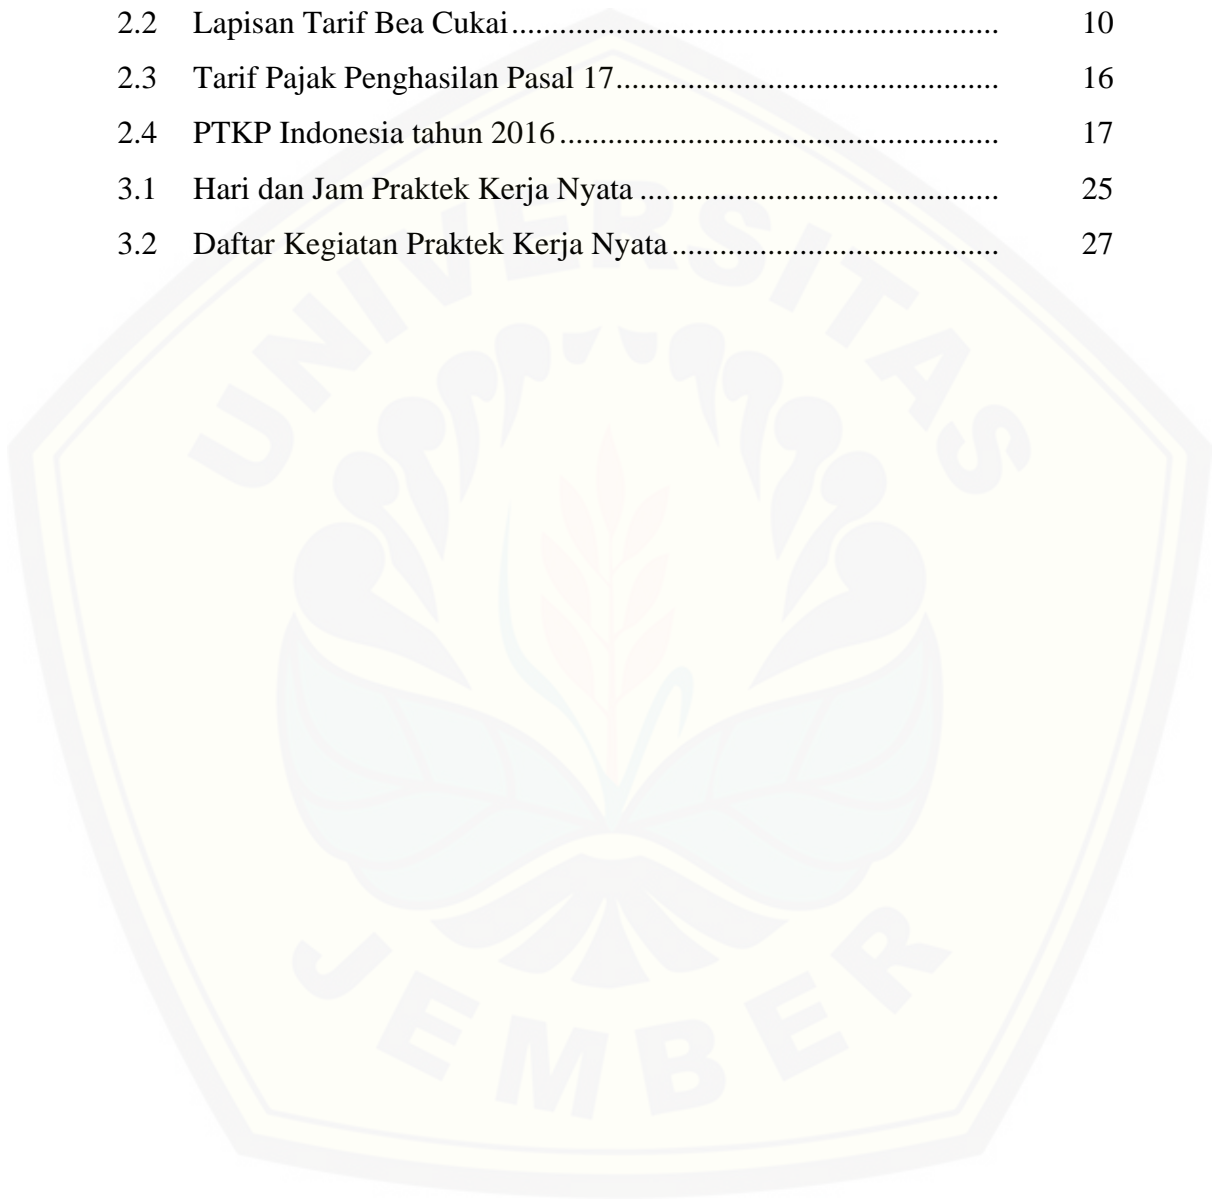 2.2 Lapisan Tarif Bea Cukai............................................................. 10
2.3 Tarif Pajak Penghasilan Pasal 17................................................ 16
2.4 PTKP Indonesia tahun 2016....................................................... 17
3.1 Hari dan Jam Praktek Kerja Nyata............................................. 25
3.2 Daftar Kegiatan Praktek Kerja Nyata......................................... 27
UNIVERSITAS
JEMBER